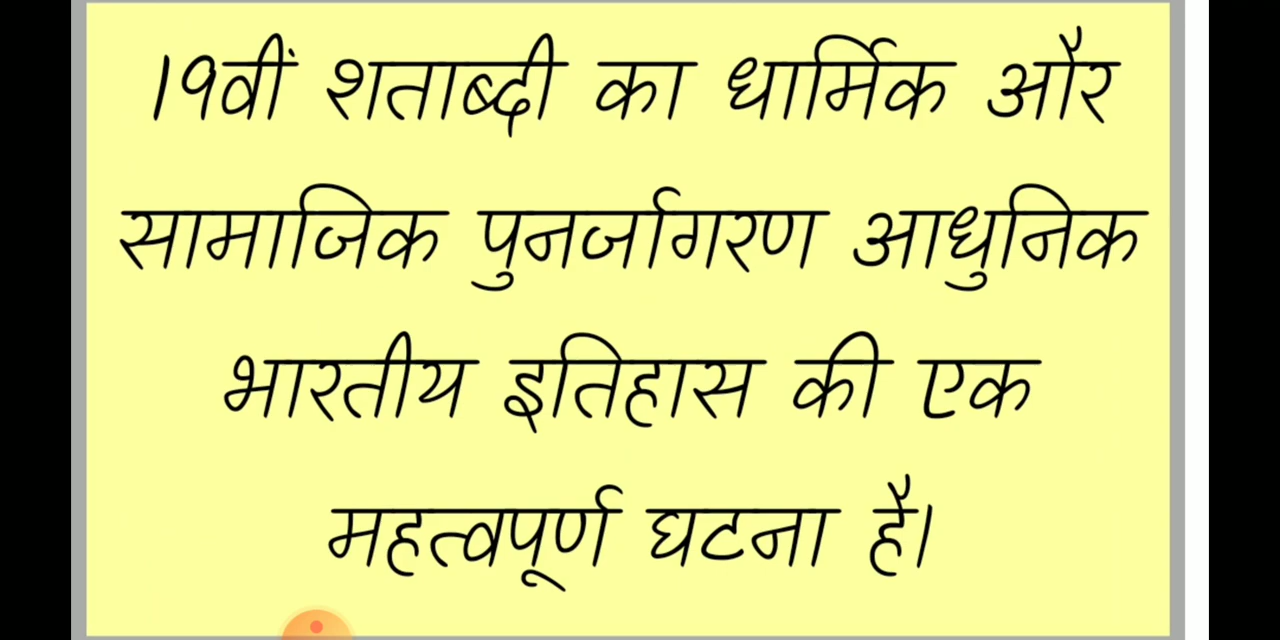 19वीं शताब्दी का धार्मिक और
सामाजिक पुनर्जागरण आधुनिक
भारतीय इतिहास की एक
महत्वपूर्ण घटना है।